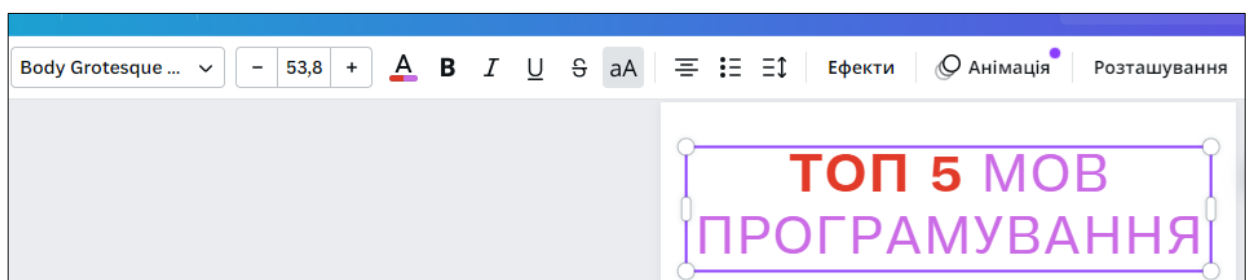 Body Grotesque ... − 53,8 + A B I U S aA Ефекти Анімація Розташування
ТОП 5 МОВ
ПРОГРАМУВАННЯ